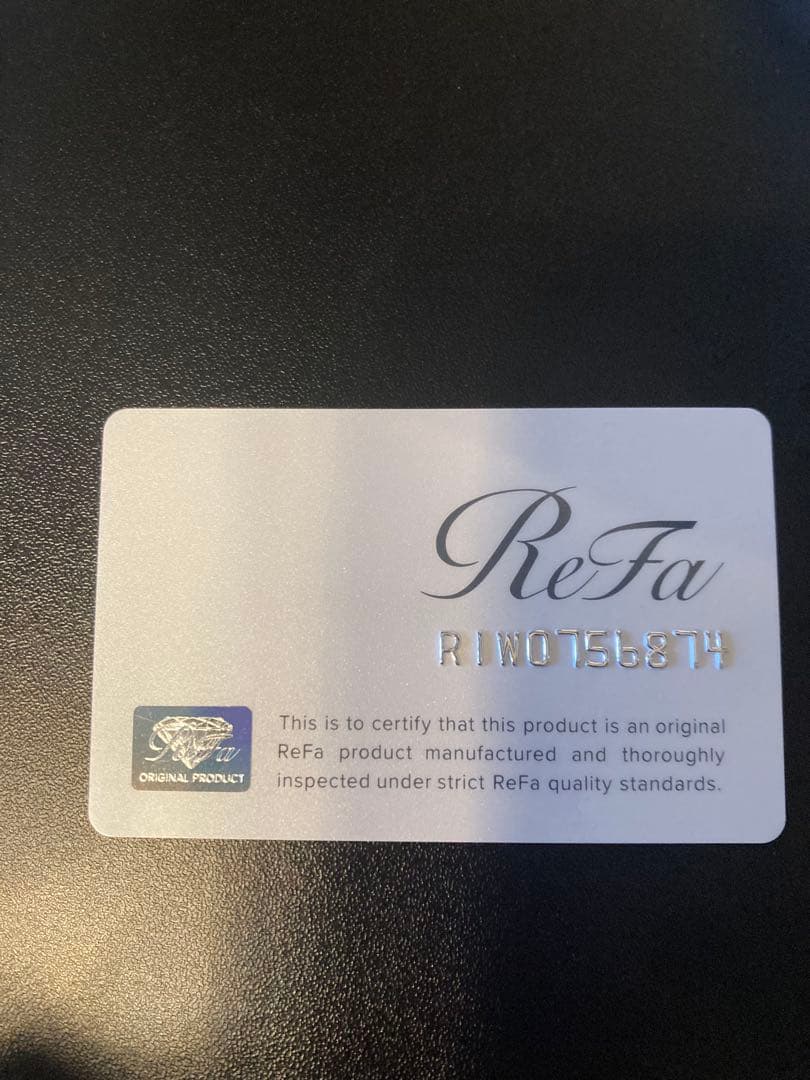 ReFa
RIW0756874
This is to certify that this product is an original
ReFa product manufactured and thoroughly
inspected under strict ReFa quality standards.
ReFa
ORIGINAL PRODUCT